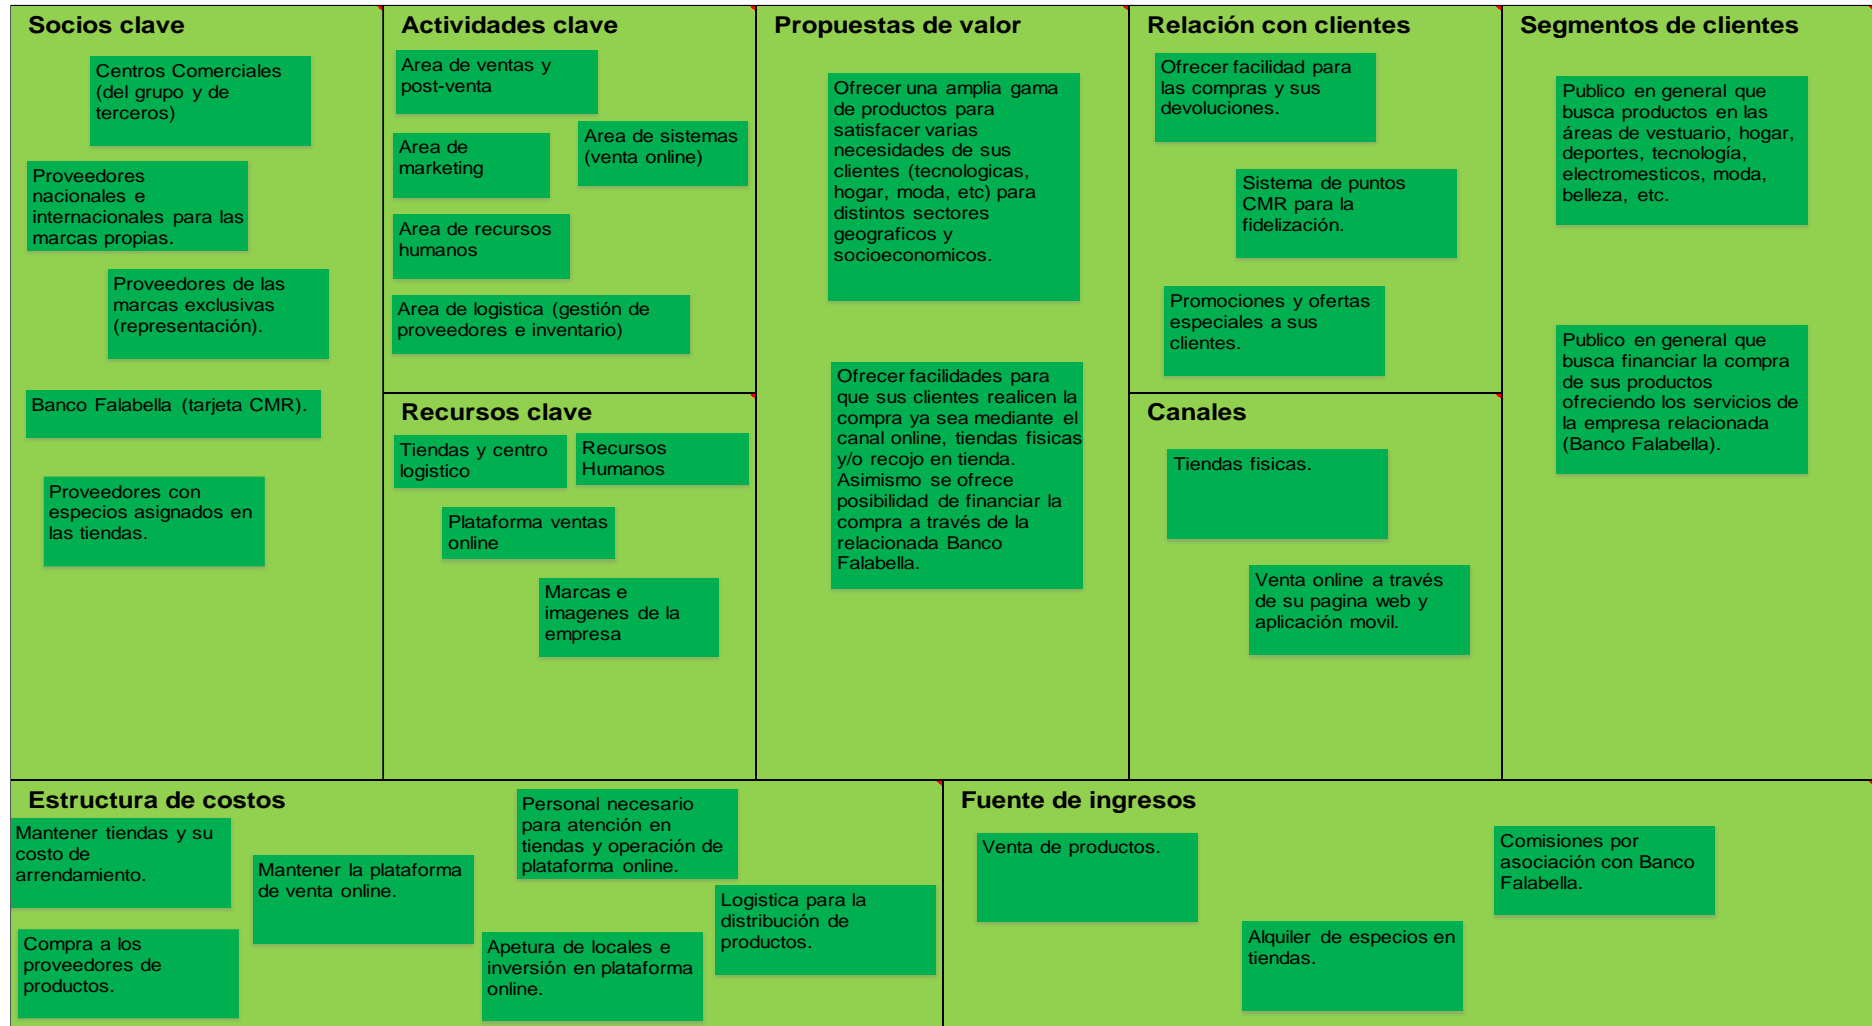 Socios clave
Centros Comerciales
(del grupo y de
terceros)
Proveedores
nacionales e
internacionales para las
marcas propias.
Proveedores de las
marcas exclusivas
(representación).
Banco Falabella (tarjeta CMR).
Proveedores con
especios asignados en
las tiendas.
Actividades clave
Area de ventas y
post-venta
Area de sistemas
(venta online)
Area de
marketing
Area de recursos
humanos
Area de logistica (gestión de
proveedores e inventario)
Recursos clave
Tiendas y centro
logistico
Recursos
Humanos
Plataforma ventas
online
Marcas e
imagenes de la
empresa
Propuestas de valor
Ofrecer una amplia gama
de productos para
satisfacer varias
necesidades de sus
clientes (tecnologicas,
hogar, moda, etc) para
distintos sectores
geograficos y
socioeconomicos.
Ofrecer facilidades para
que sus clientes realicen la
compra ya sea mediante el
canal online, tiendas fisicas
y/o recojo en tienda.
Asimismo se ofrece
posibilidad de financiar la
compra a través de la
relacionada Banco
Falabella.
Relación con clientes
Ofrecer facilidad para
las compras y sus
devoluciones.
Sistema de puntos
CMR para la
fidelización.
Promociones y ofertas
especiales a sus
clientes.
Canales
Tiendas fisicas.
Venta online a través
de su pagina web y
aplicación movil.
Segmentos de clientes
Publico en general que
busca productos en las
áreas de vestuario, hogar,
deportes, tecnología,
electromesticos, moda,
belleza, etc.
Publico en general que
busca financiar la compra
de sus productos
ofreciendo los servicios de
la empresa relacionada
(Banco Falabella).
Estructura de costos
Mantener tiendas y su
costo de
arrendamiento.
Compra a los
proveedores de
productos.
Mantener la plataforma
de venta online.
Personal necesario
para atención en
tiendas y operación de
plataforma online.
Apetura de locales e
inversión en plataforma
online.
Logistica para la
distribución de
productos.
Fuente de ingresos
Venta de productos.
Alquiler de especios en
tiendas.
Comisiones por
asociación con Banco
Falabella.